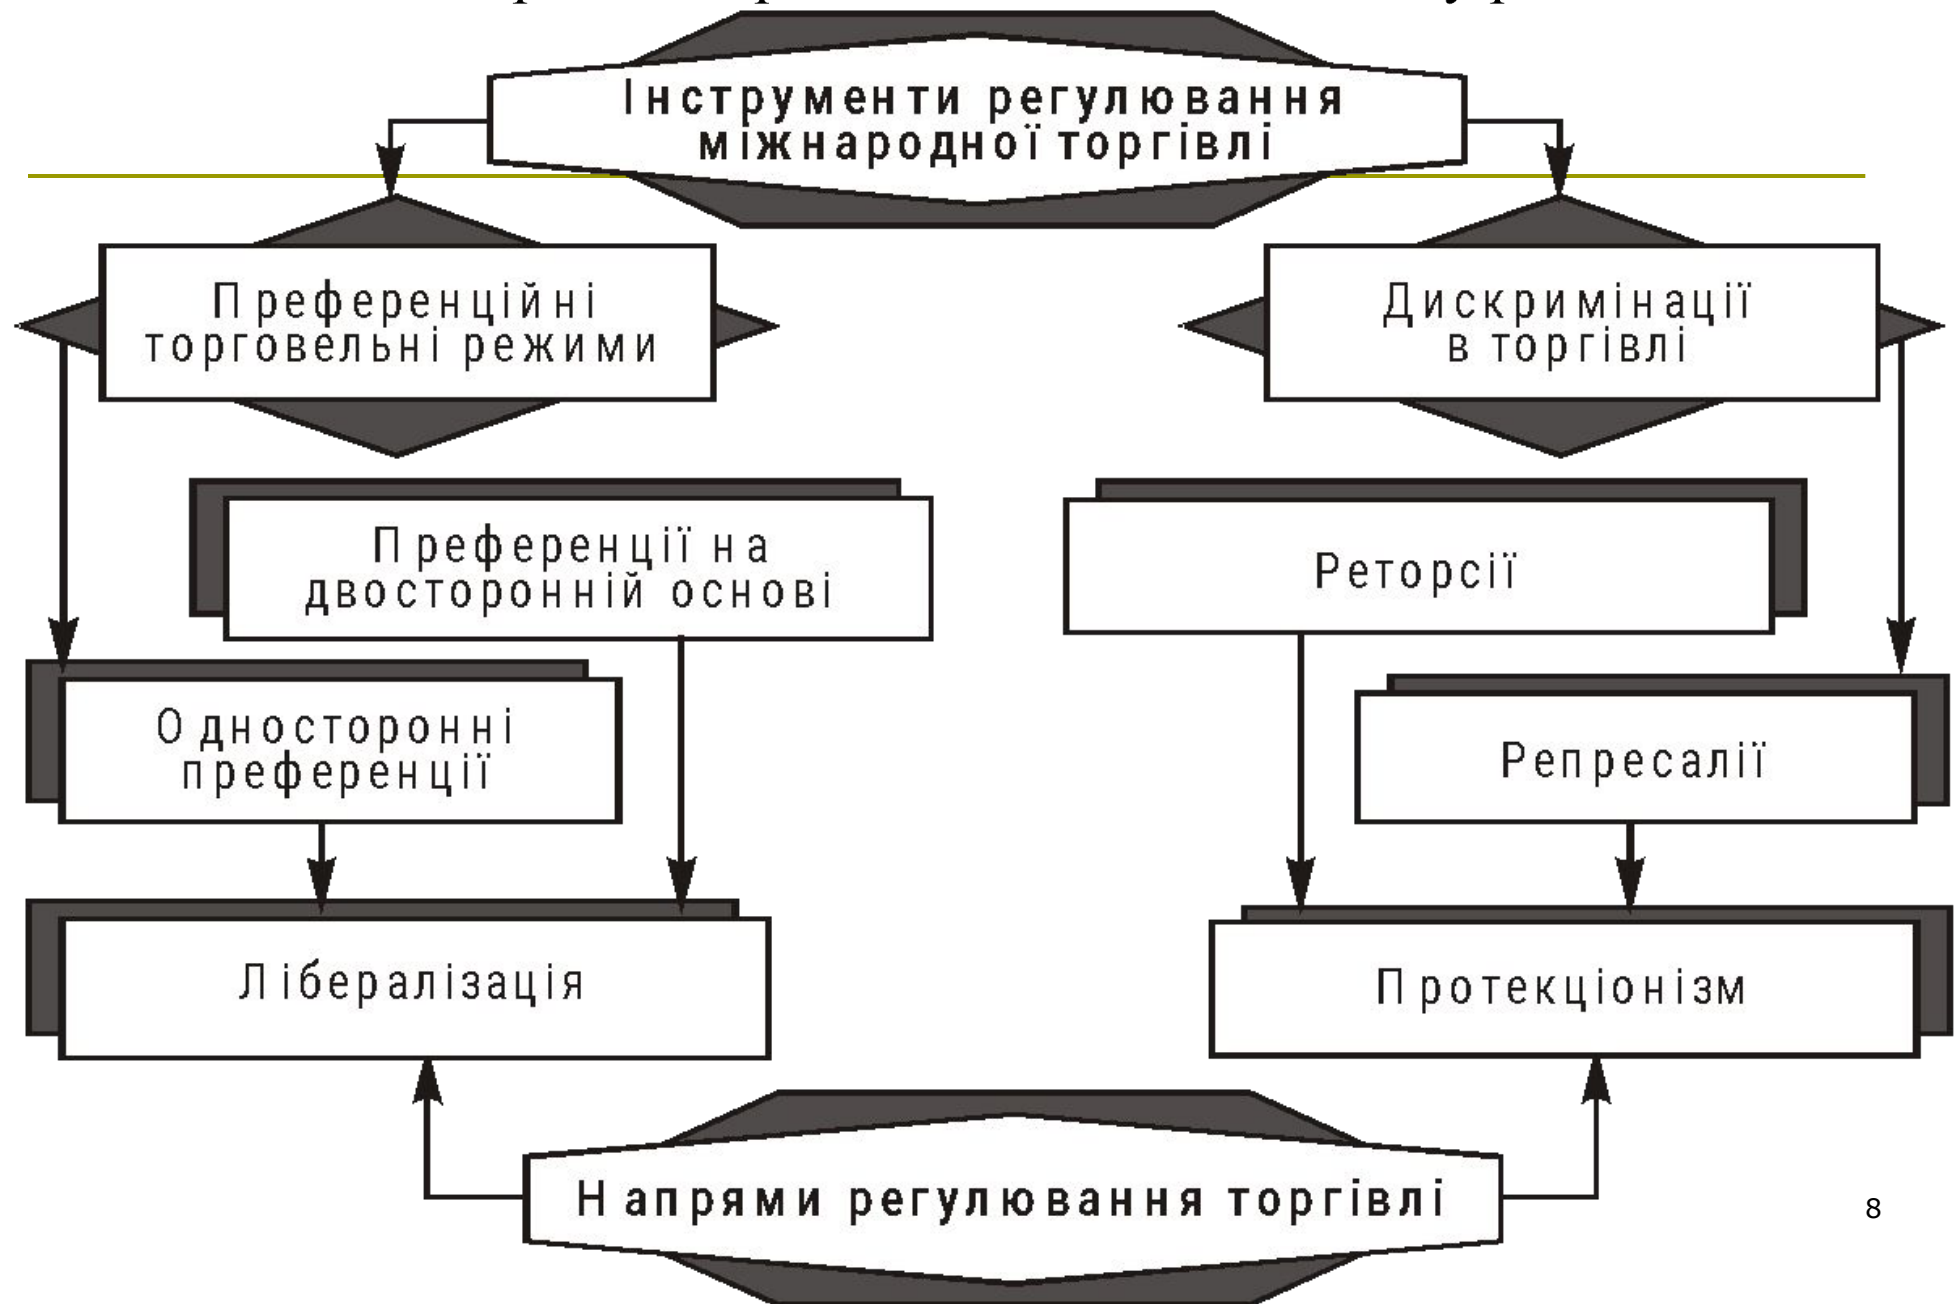 Інструменти регулювання
міжнародної торгівлі
Преференційні
торговельні режими
Дискримінації
в торгівлі
Преференції на
двосторонній основі
Реторсії
Односторонні
преференції
Репресалії
Лібералізація
Протекціонізм
Напрями регулювання торгівлі
8